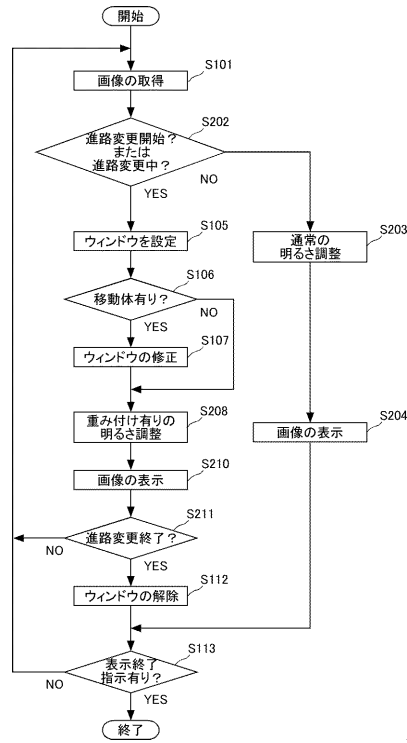 開始
S101
画像の取得
S202
進路変更開始？
または
進路変更中？
YES
NO
S105
ウィンドウを設定
S203
通常の
明るさ調整
S106
移動体有り？
NO
YES
S107
ウィンドウの修正
S208
重み付け有りの
明るさ調整
S204
画像の表示
S210
画像の表示
S211
進路変更終了？
NO
YES
S112
ウィンドウの解除
S113
表示終了
指示有り？
NO
YES
終了